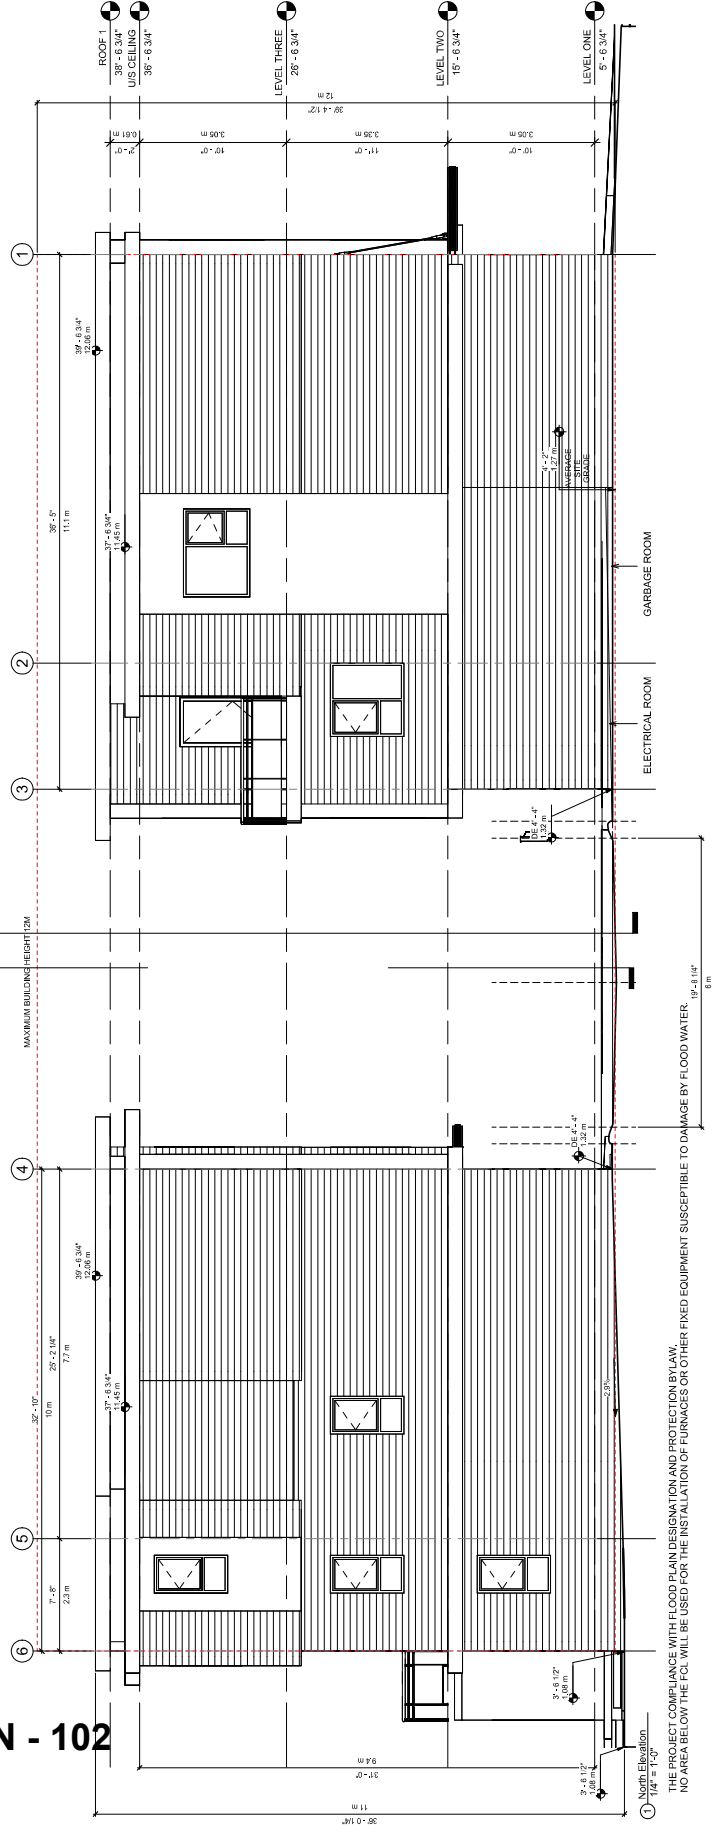 ROOF 1
38' - 6 3/4"
U/S CEILING
36' - 6 3/4"
LEVEL THREE
26' - 6 3/4"
LEVEL TWO
15' - 6 3/4"
LEVEL ONE
5' - 6 3/4"
12 m
39' - 4 1/2"
0.61 m
2' - 0"
3.05 m
10' - 0"
3.35 m
11' - 0"
3.05 m
10' - 0"
1
2
3
4
5
6
39' - 6 3/4"
12.06 m
36' - 5"
11.1 m
37' - 6 3/4"
11.45 m
4' - 2"
1.27 m
AVERAGE
SITE
GRADE
GARBAGE ROOM
ELECTRICAL ROOM
DE 4' - 4"
1.32 m
MAXIMUM BUILDING HEIGHT 12M
19' - 8 1/4"
6 m
DE 4' - 4"
1.32 m
39' - 6 3/4"
12.06 m
32' - 10"
10 m
25' - 2 1/4"
7.7 m
37' - 6 3/4"
11.45 m
2.9%
7' - 8"
2.3 m
3' - 6 1/2"
1.08 m
3' - 6 1/2"
1.08 m
9.4 m
31' - 0"
11 m
36' - 0 1/4"
N - 102
1
North Elevation
1/4" = 1'-0"
THE PROJECT COMPLIANCE WITH FLOOD PLAIN DESIGNATION AND PROTECTION BYLAW.
NO AREA BELOW THE FCL WILL BE USED FOR THE INSTALLATION OF FURNACES OR OTHER FIXED EQUIPMENT SUSCEPTIBLE TO DAMAGE BY FLOOD WATER.